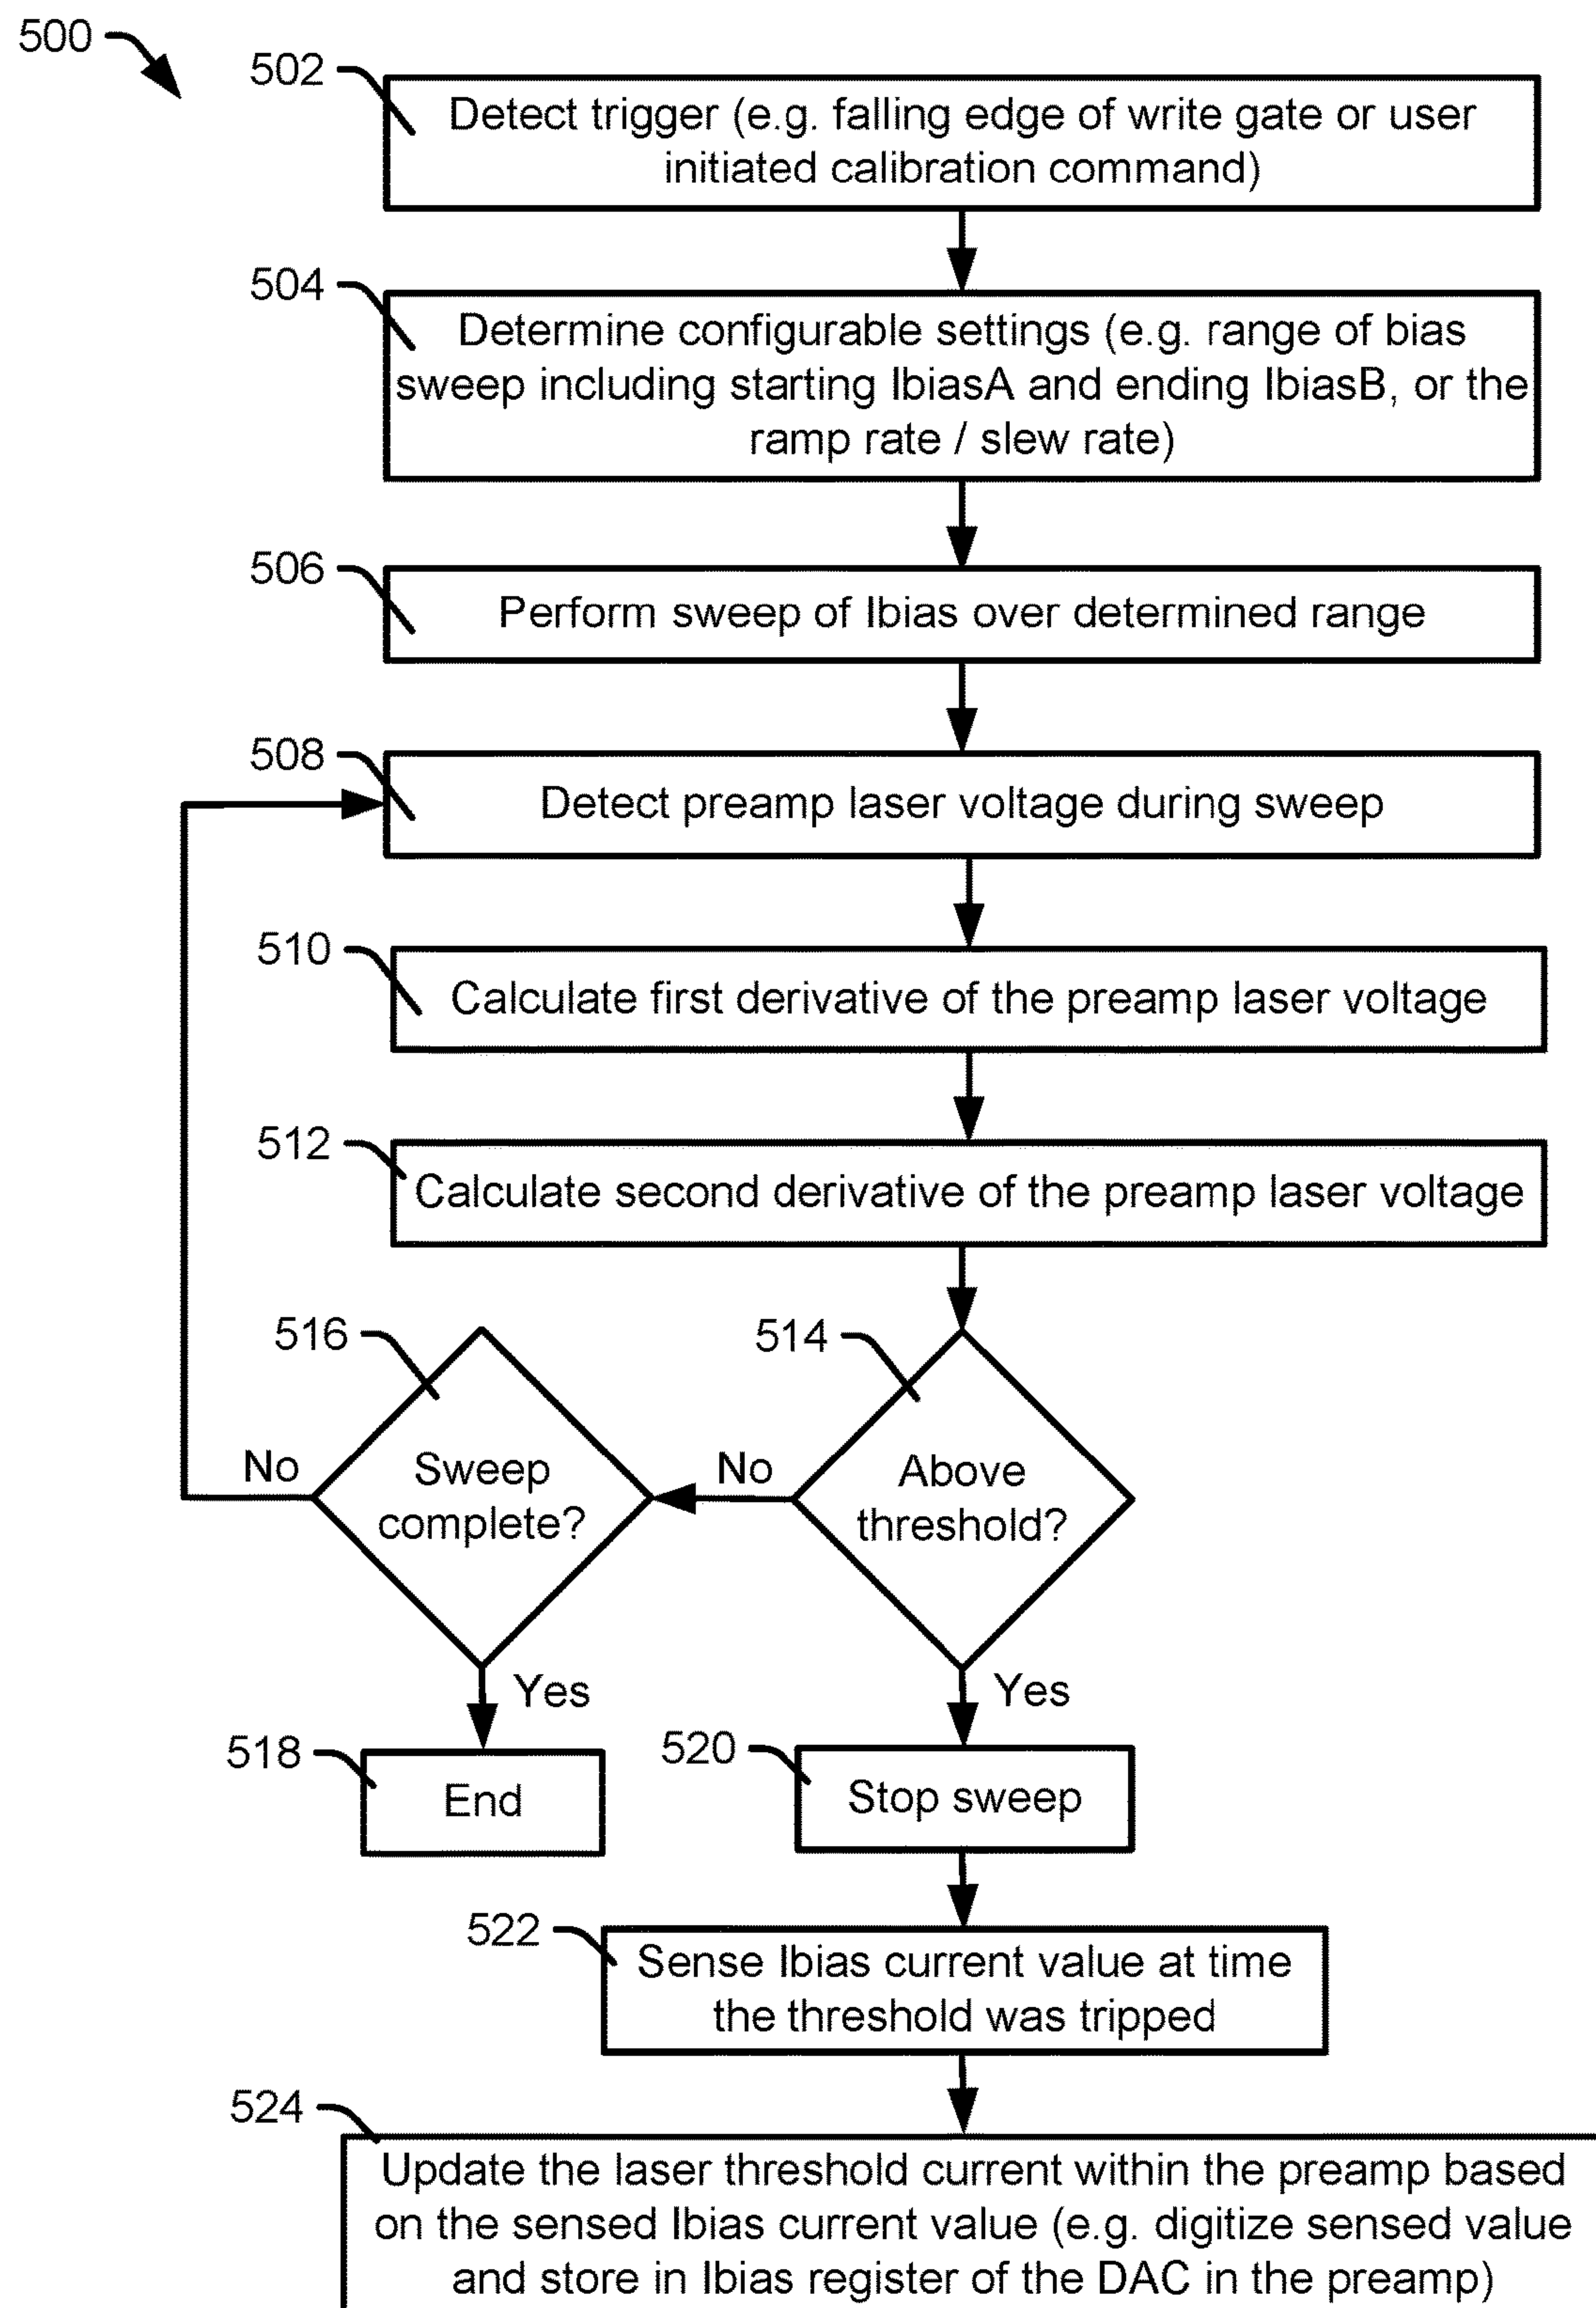 500
502
Detect trigger (e.g. falling edge of write gate or user
initiated calibration command)
504
Determine configurable settings (e.g. range of bias
sweep including starting IbiasA and ending IbiasB, or the
ramp rate / slew rate)
506
Perform sweep of Ibias over determined range
508
Detect preamp laser voltage during sweep
510
Calculate first derivative of the preamp laser voltage
512
Calculate second derivative of the preamp laser voltage
516
514
No
Sweep
complete?
No
Above
threshold?
Yes
Yes
518
End
520
Stop sweep
522
Sense Ibias current value at time
the threshold was tripped
524
Update the laser threshold current within the preamp based
on the sensed Ibias current value (e.g. digitize sensed value
and store in Ibias register of the DAC in the preamp)